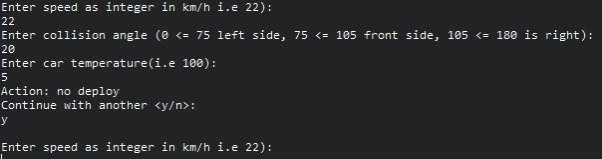 Enter speed as integer in km/h i.e 22):
22
Enter collision angle (0 <= 75 left side, 75 <= 105 front side, 105 <= 180 is right):
20
Enter car temperature(i.e 100):
5
Action: no deploy
Continue with another <y/n>:
y
Enter speed as integer in km/h i.e 22):